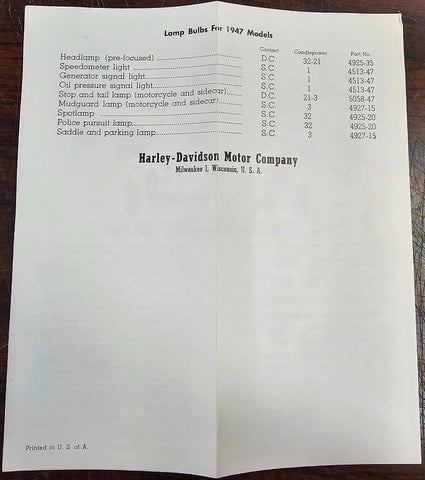 Lamp Bulbs For 1947 Models
Contact Candlepower Part No.
Headlamp (pre-focused) D.C. 32-21 4925-35
Speedometer light S.C. 1 4513-47
Generator signal light S.C. 1 4513-47
Oil pressure signal light S.C. 1 4513-47
Stop and tail lamp (motorcycle and sidecar) D.C. 21-3 5058-47
Mudguard lamp (motorcycle and sidecar) S.C. 3 4927-15
Spotlamp S.C. 32 4925-20
Police pursuit lamp S.C. 32 4925-20
Saddle and parking lamp S.C. 3 4927-15
Harley-Davidson Motor Company
Milwaukee 1, Wisconsin, U. S. A.
Printed in U. S. of A.